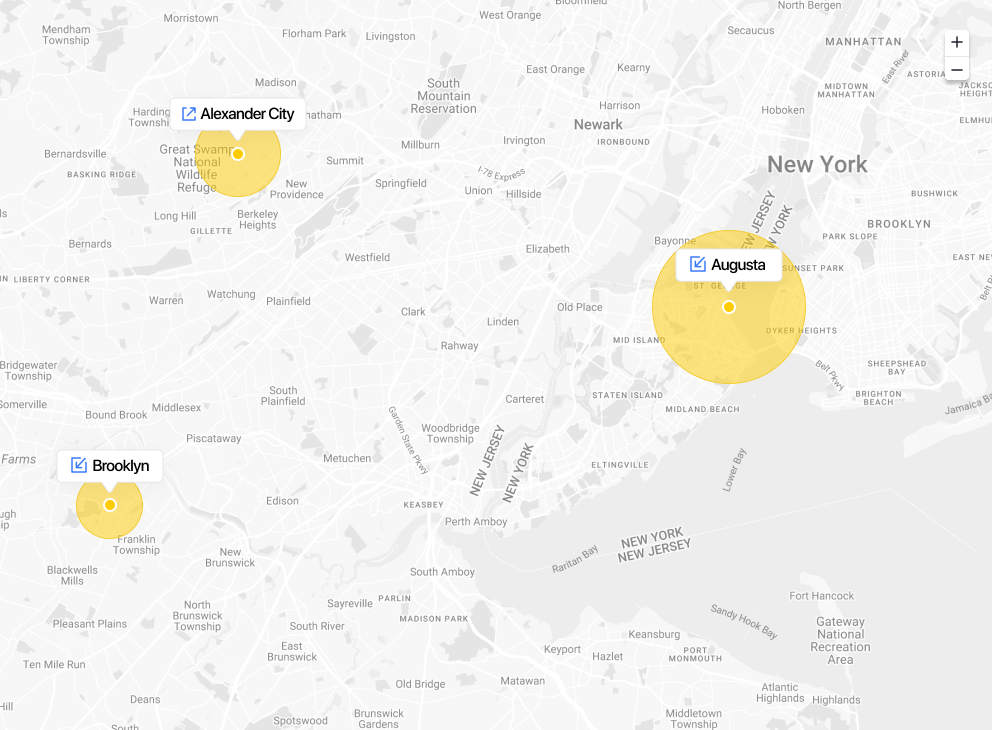 Bloomfield
North Bergen
West Orange
Morristown
Mendham
Township
Florham Park
Livingston
Secaucus
MANHATTAN
+
East River
East Orange
Kearny
−
ASTORIA
Madison
South
Mountain
Reservation
MIDTOWN
MANHATTAN
Harrison
Hoboken
Alexander City
Newark
Irvington
IRONBOUND
Millburn
Bernardsville
Great Swamp
National
Wildlife
Refuge
Summit
New York
BASKING RIDGE
I-78 Express
New
Providence
Springfield
Union
Hillside
BUSHWICK
Long Hill
Berkeley
Heights
GILLETTE
NEW YORK
BROOKLYN
PARK SLOPE
Bernards
Bayonne
Elizabeth
Westfield
Augusta
SUNSET PARK
LIBERTY CORNER
ST. GEORGE
Watchung
Warren
Plainfield
Clark
Old Place
Linden
DYKER HEIGHTS
MID ISLAND
Rahway
Bridgewater
Township
SHEEPSHEAD
BAY
Belt Pkwy
South
Plainfield
STATEN ISLAND
BRIGHTON
BEACH
Carteret
Somerville
Middlesex
MIDLAND BEACH
Bound Brook
Garden State Pkwy
Woodbridge
Township
Piscataway
Metuchen
NEW JERSEY
NEW YORK
Farms
Brooklyn
ELTINGVILLE
Lower Bay
Edison
KEASBEY
Perth Amboy
Franklin
Township
NEW YORK
NEW JERSEY
New
Brunswick
Raritan Bay
Blackwells
Mills
South Amboy
North
Brunswick
Township
Sayreville
PARLIN
MADISON PARK
Fort Hancock
Sandy Hook Bay
Gateway
National
Recreation
Area
Pleasant Plains
South River
Keansburg
East
Brunswick
Keyport
Hazlet
PORT
MONMOUTH
Ten Mile Run
Old Bridge
Matawan
Atlantic
Highlands
Highlands
Deans
Spotswood
Brunswick
Gardens
Middletown
Township
South